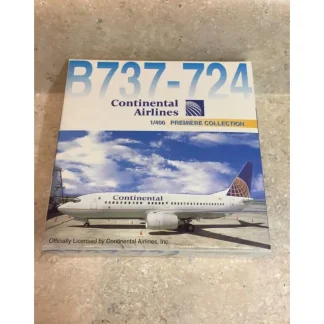 B737-724
Continental
Airlines
1/400 PREMIERE COLLECTION
Continental
Officially Licensed by Continental Airlines, Inc.